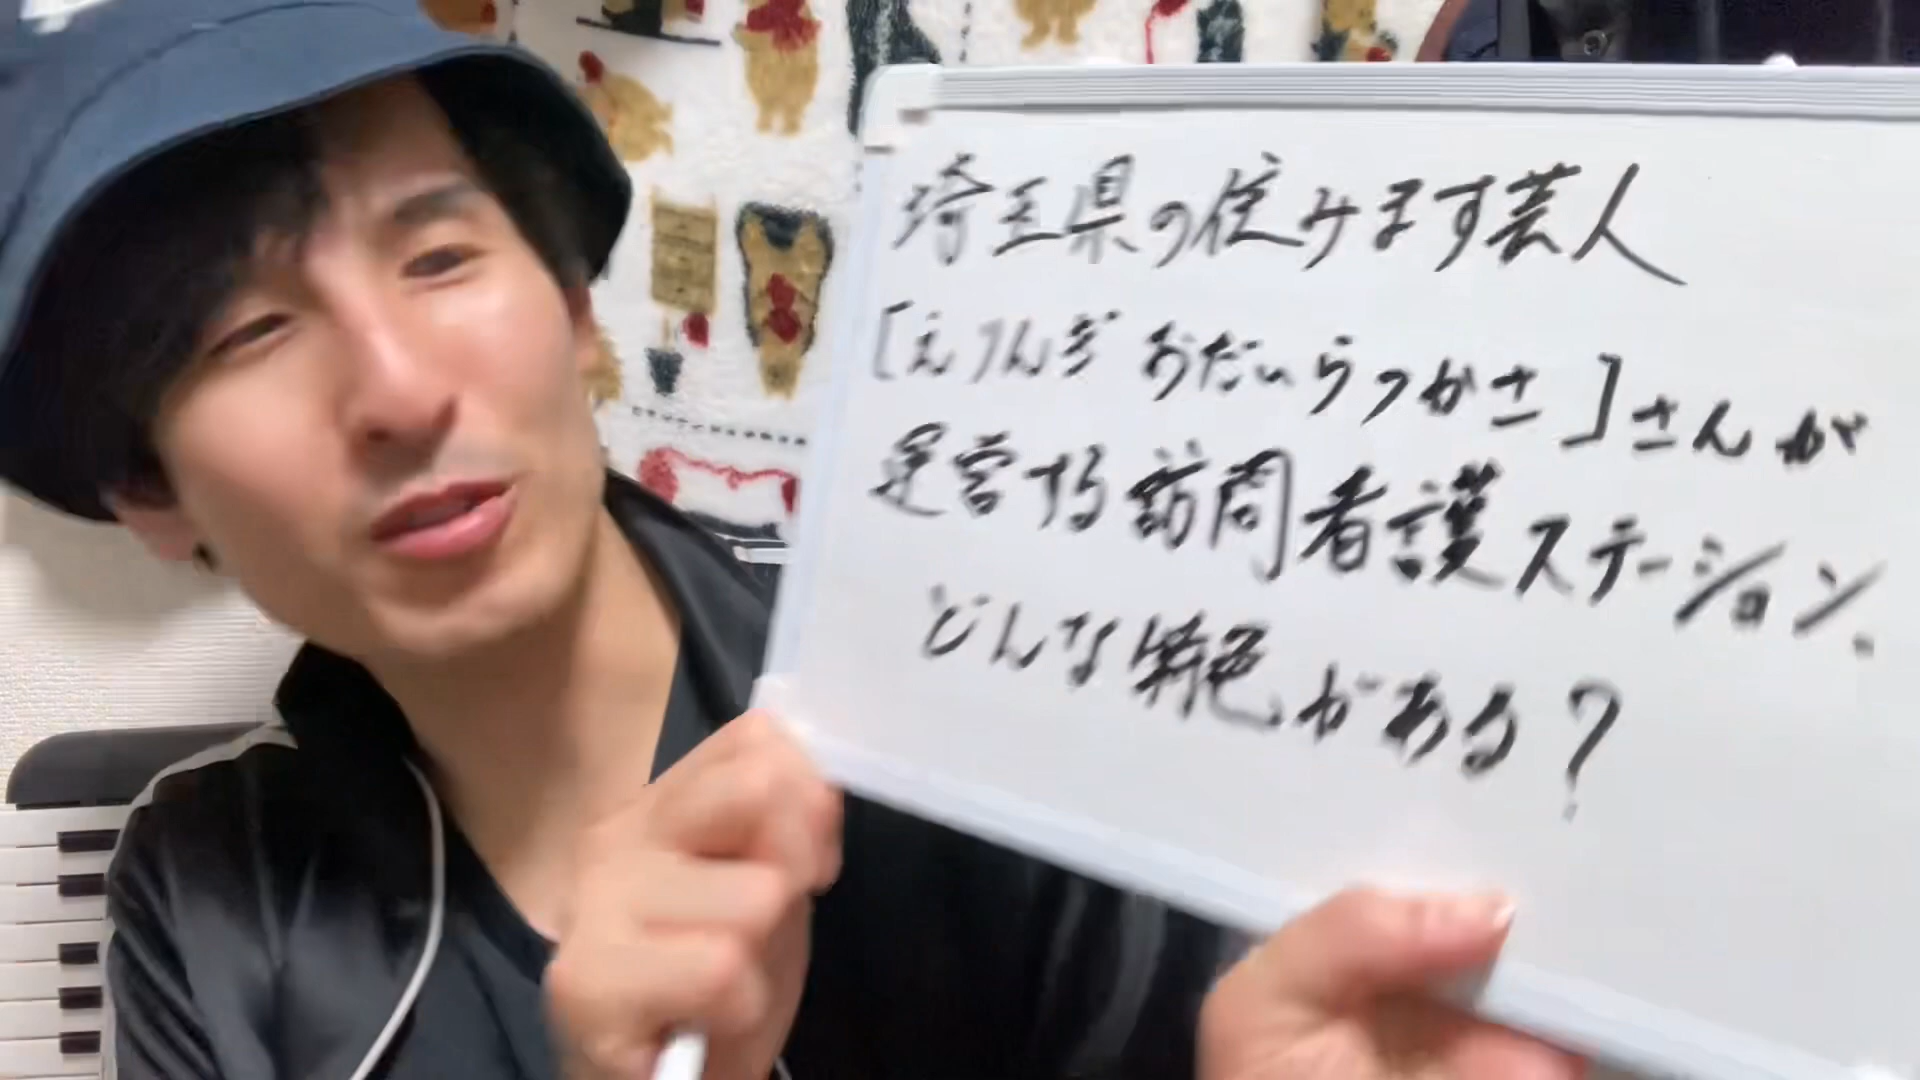 埼玉県の住みます芸人
「えんぎ おだいらつかさ」さんが
運営する訪問看護ステーション、
どんな特色がある？